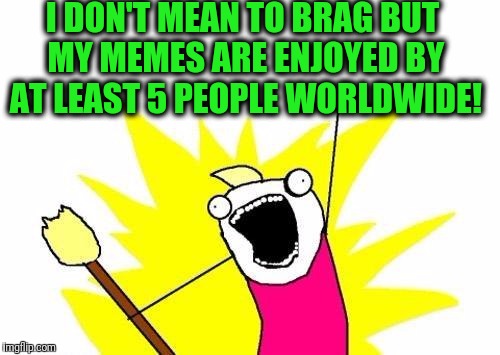 I DON'T MEAN TO BRAG BUT
MY MEMES ARE ENJOYED BY
AT LEAST 5 PEOPLE WORLDWIDE!
imgflip.com